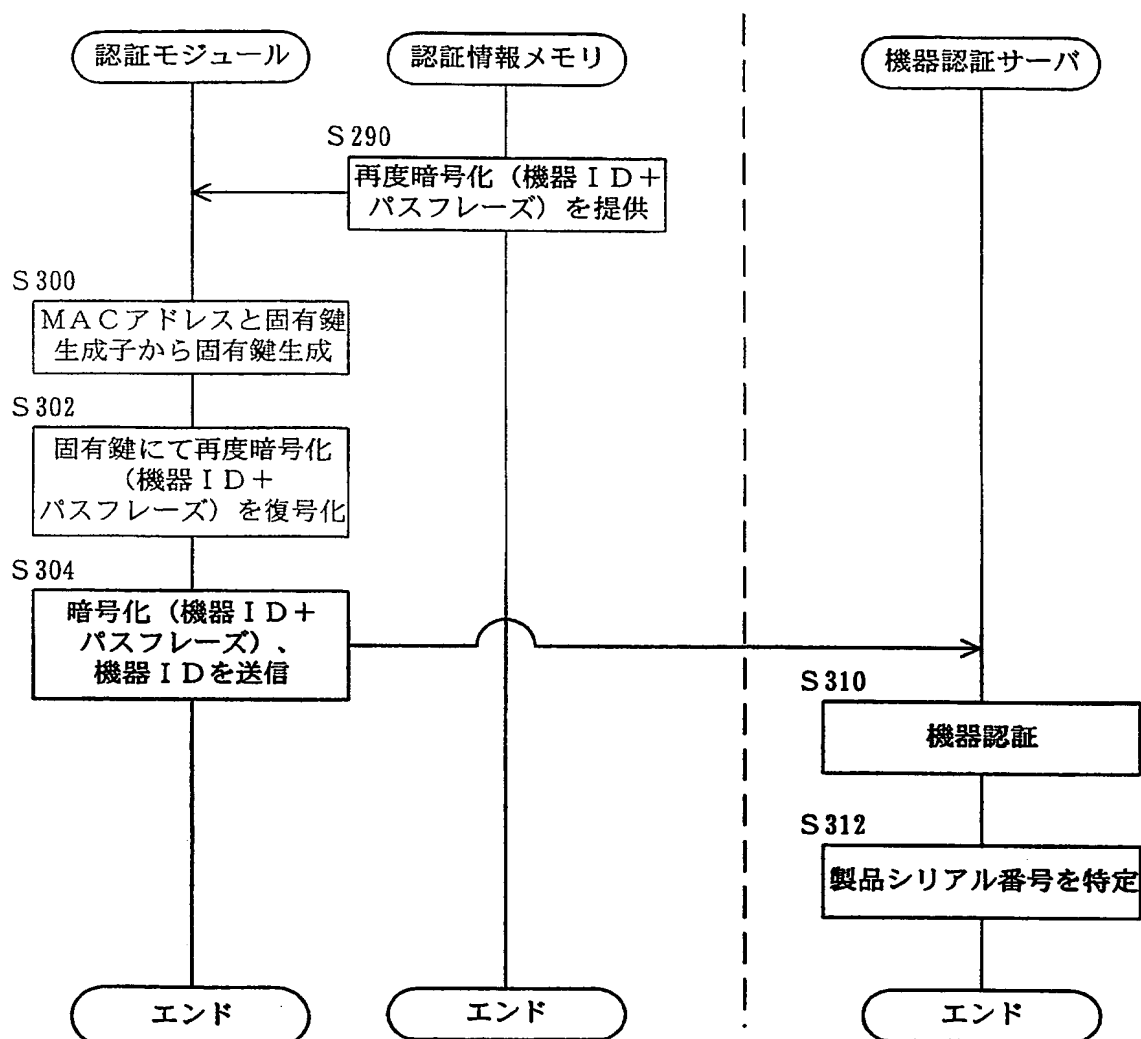 認証モジュール
認証情報メモリ
機器認証サーバ
S290
再度暗号化（機器ID＋
パスフレーズ）を提供
S300
MACアドレスと固有鍵
生成子から固有鍵生成
S302
固有鍵にて再度暗号化
（機器ID＋
パスフレーズ）を復号化
S304
暗号化（機器ID＋
パスフレーズ）、
機器IDを送信
S310
機器認証
S312
製品シリアル番号を特定
エンド
エンド
エンド